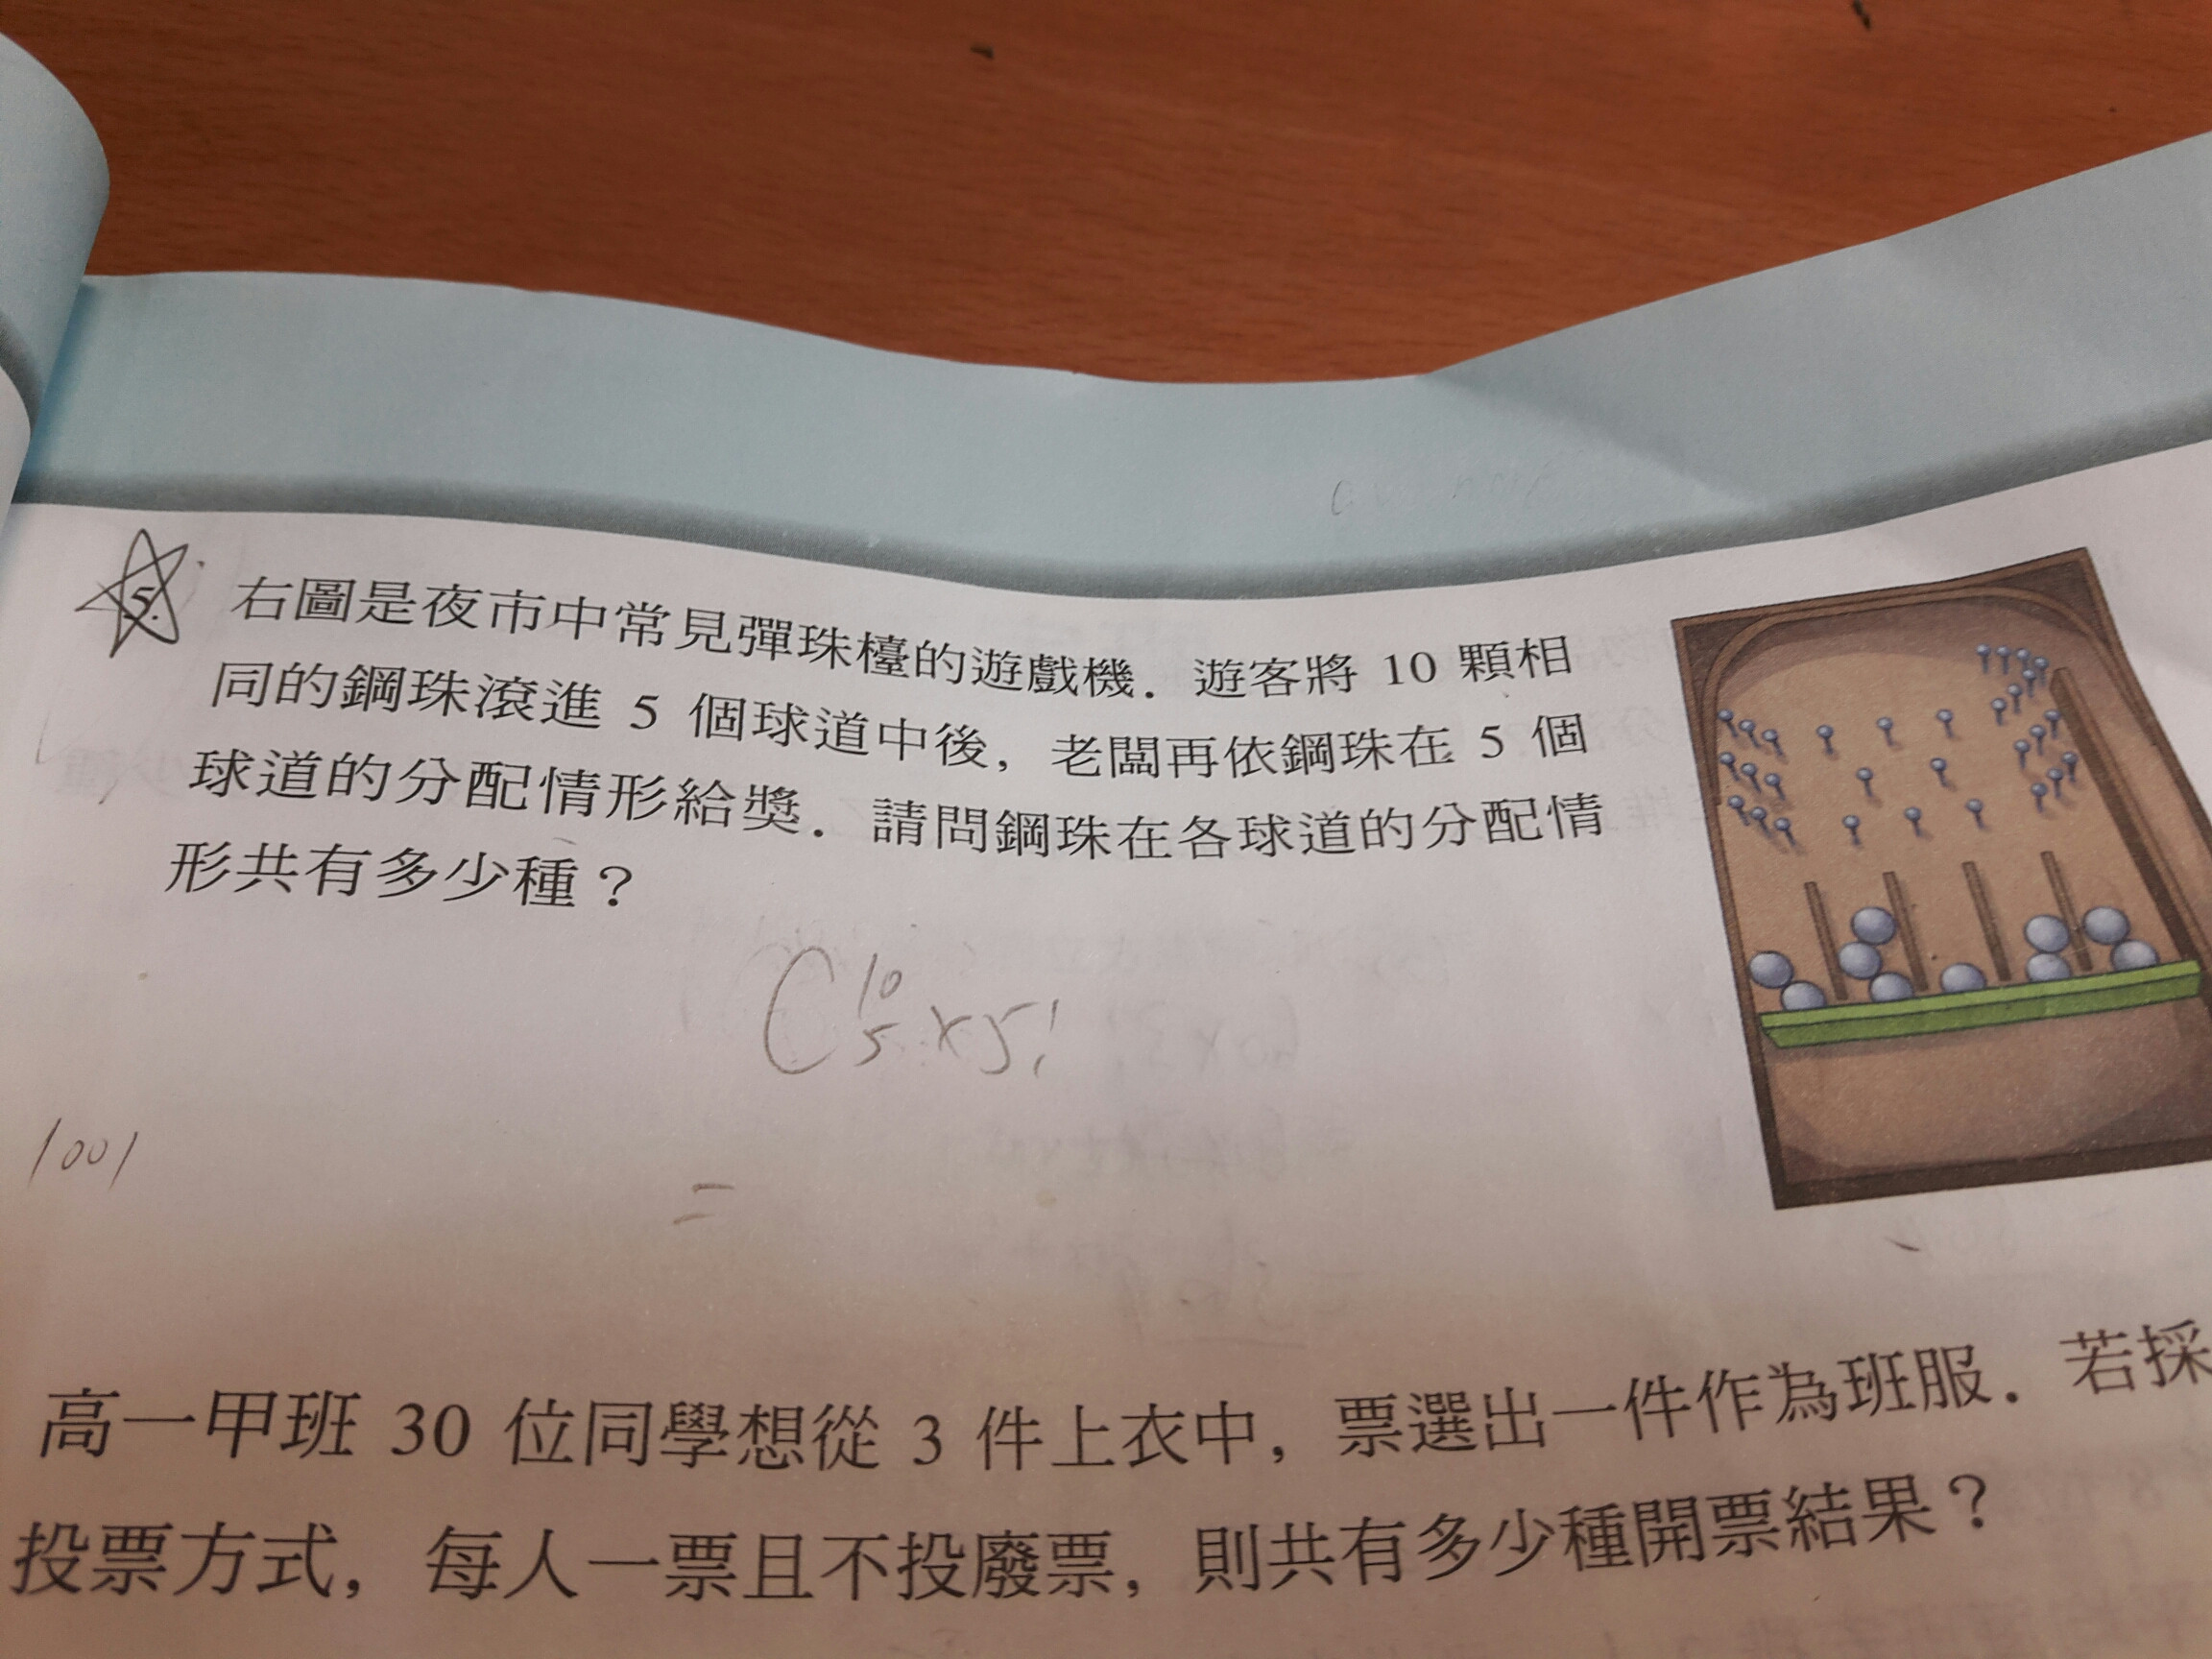 5. 右圖是夜市中常見彈珠檯的遊戲機．遊客將 10 顆相
同的鋼珠滾進 5 個球道中後，老闆再依鋼珠在 5 個
球道的分配情形給獎．請問鋼珠在各球道的分配情
形共有多少種？
C¹⁰₅×5!
1001
=
高一甲班 30 位同學想從 3 件上衣中，票選出一件作為班服．若採
投票方式，每人一票且不投廢票，則共有多少種開票結果？